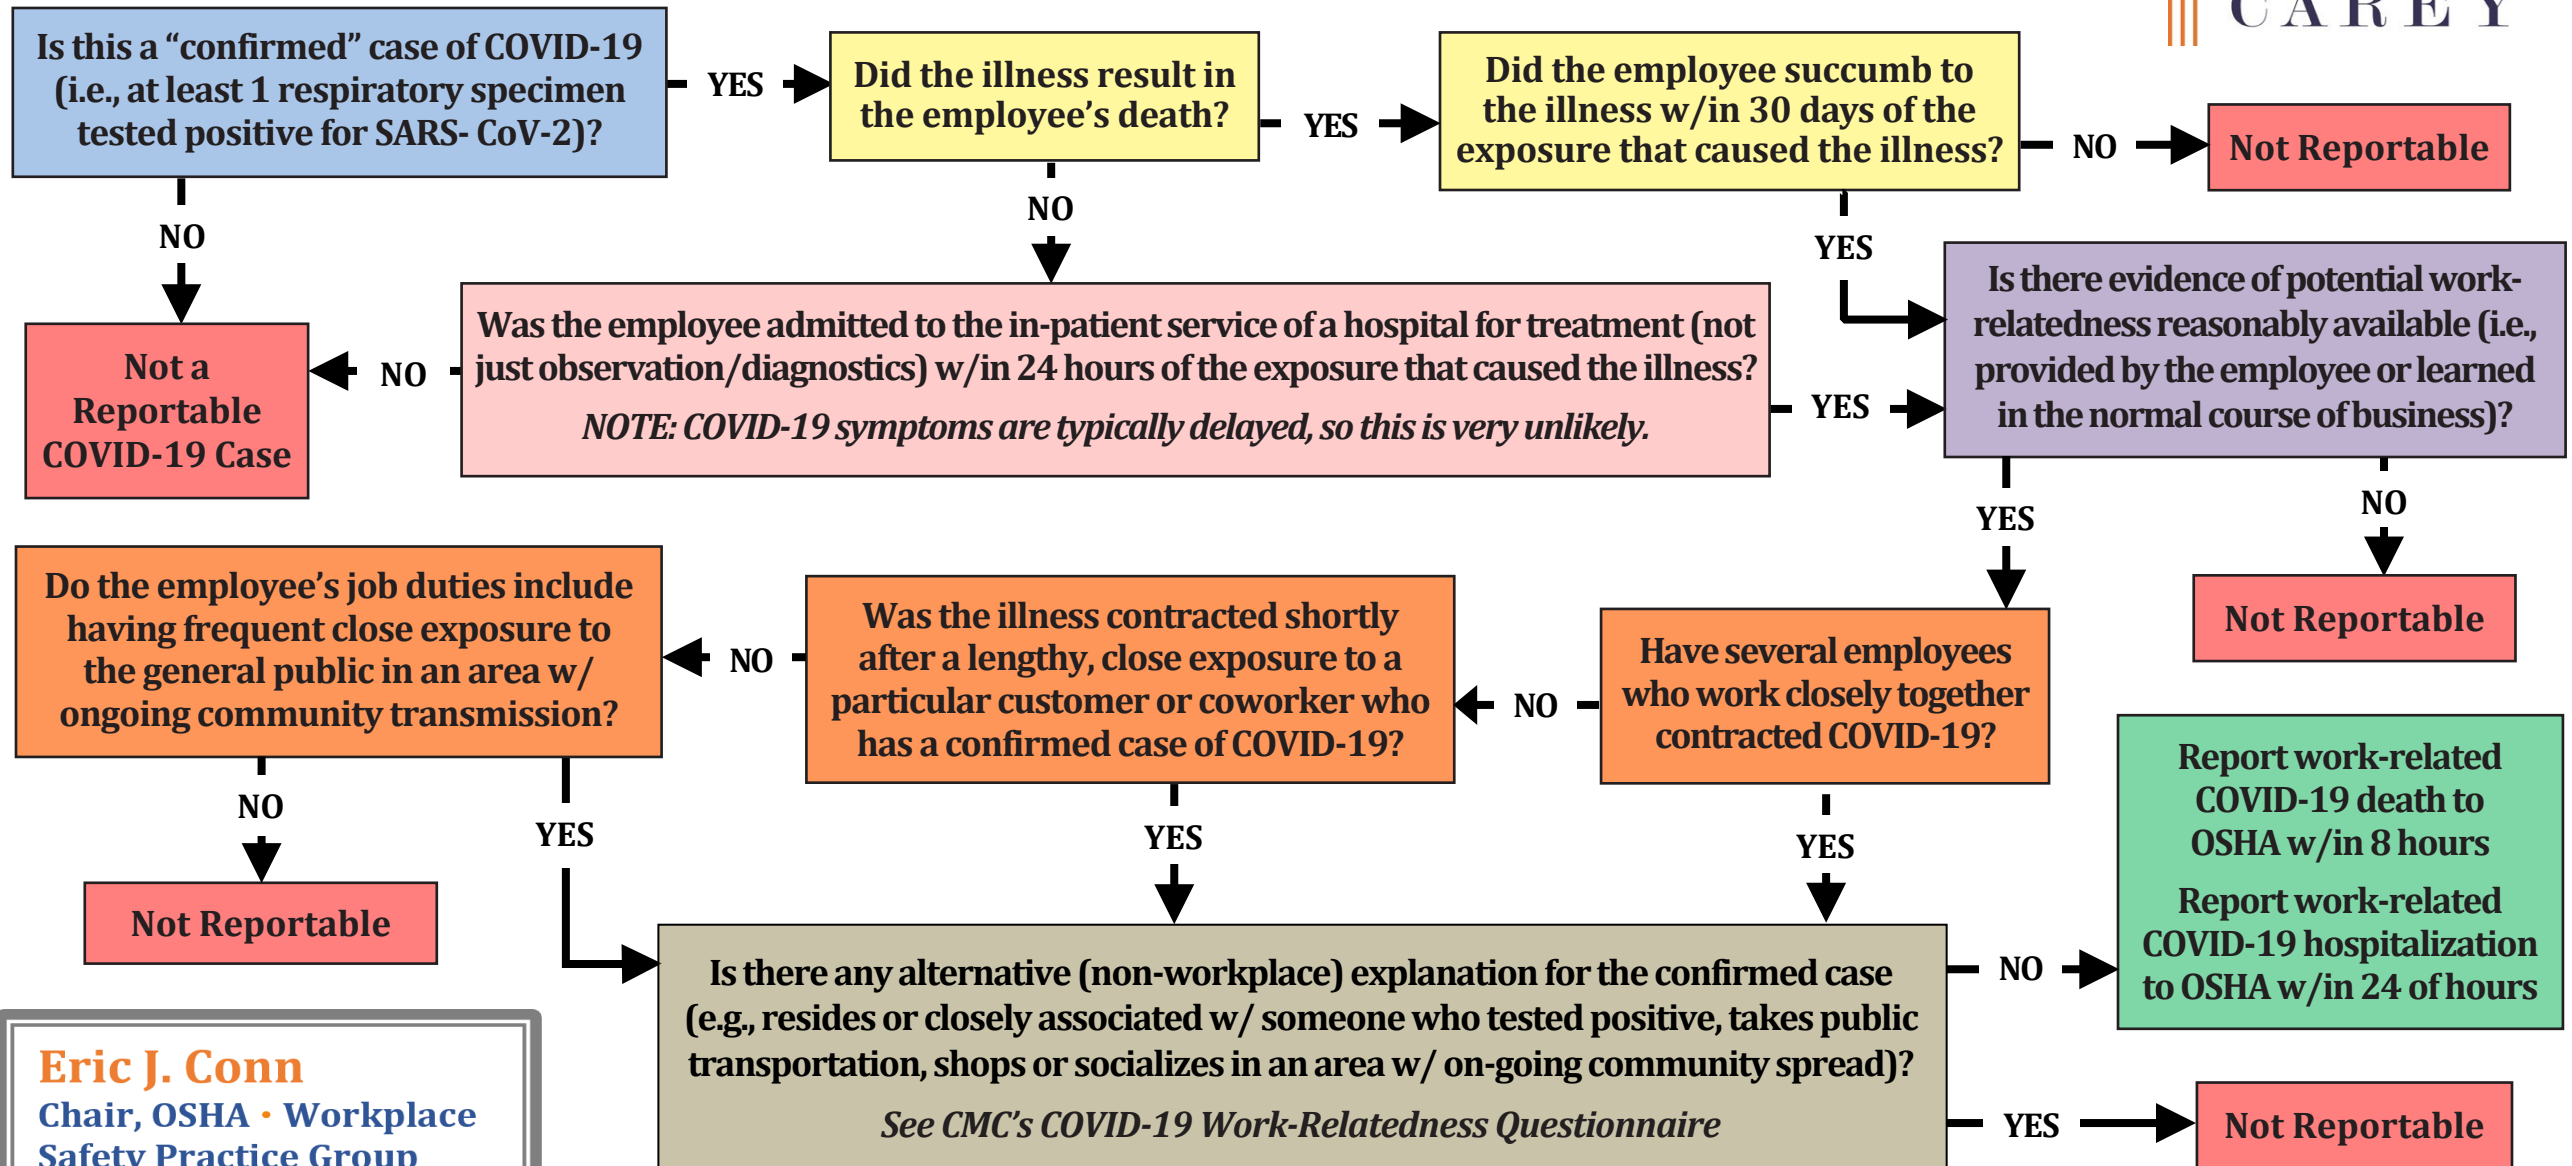 CAREY
Is this a “confirmed” case of COVID-19
(i.e., at least 1 respiratory specimen
tested positive for SARS- CoV-2)?
YES
Did the illness result in
the employee’s death?
YES
Did the employee succumb to
the illness w/in 30 days of the
exposure that caused the illness?
NO
Not Reportable
NO
NO
YES
Not a
Reportable
COVID-19 Case
NO
Was the employee admitted to the in-patient service of a hospital for treatment (not
just observation/diagnostics) w/in 24 hours of the exposure that caused the illness?
NOTE: COVID-19 symptoms are typically delayed, so this is very unlikely.
YES
Is there evidence of potential work-
relatedness reasonably available (i.e.,
provided by the employee or learned
in the normal course of business)?
YES
NO
Not Reportable
Have several employees
who work closely together
contracted COVID-19?
NO
Was the illness contracted shortly
after a lengthy, close exposure to a
particular customer or coworker who
has a confirmed case of COVID-19?
NO
Do the employee’s job duties include
having frequent close exposure to
the general public in an area w/
ongoing community transmission?
NO
YES
YES
YES
Not Reportable
Is there any alternative (non-workplace) explanation for the confirmed case
(e.g., resides or closely associated w/ someone who tested positive, takes public
transportation, shops or socializes in an area w/ on-going community spread)?
See CMC’s COVID-19 Work-Relatedness Questionnaire
NO
Report work-related
COVID-19 death to
OSHA w/in 8 hours
Report work-related
COVID-19 hospitalization
to OSHA w/in 24 of hours
YES
Not Reportable
Eric J. Conn
Chair, OSHA • Workplace
Safety Practice Group